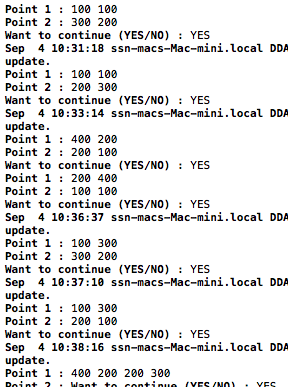 Point 1 : 100 100
Point 2 : 300 200
Want to continue (YES/NO) : YES
Sep  4 10:31:18 ssn-macs-Mac-mini.local DDA
update.
Point 1 : 100 100
Point 2 : 200 300
Want to continue (YES/NO) : YES
Sep  4 10:33:14 ssn-macs-Mac-mini.local DDA
update.
Point 1 : 400 200
Point 2 : 200 100
Want to continue (YES/NO) : YES
Point 1 : 200 400
Point 2 : 100 100
Want to continue (YES/NO) : YES
Sep  4 10:36:37 ssn-macs-Mac-mini.local DDA
update.
Point 1 : 100 300
Point 2 : 300 200
Want to continue (YES/NO) : YES
Sep  4 10:37:10 ssn-macs-Mac-mini.local DDA
update.
Point 1 : 100 300
Point 2 : 200 100
Want to continue (YES/NO) : YES
Sep  4 10:38:16 ssn-macs-Mac-mini.local DDA
update.
Point 1 : 400 200 200 300
Point 2 : Want to continue (YES/NO) : YES